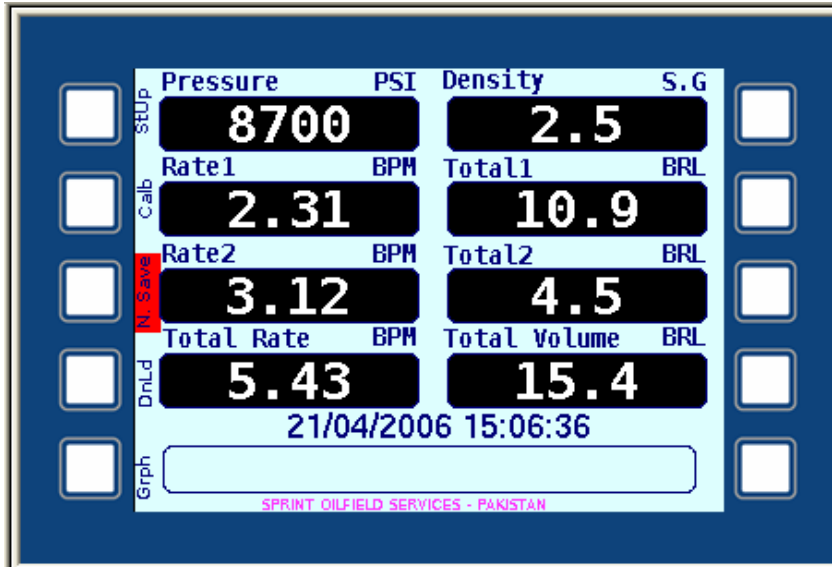 StUp
Pressure PSI Density S.G
8700 2.5
Calb
Rate1 BPM Total1 BRL
2.31 10.9
N. Save
Rate2 BPM Total2 BRL
3.12 4.5
DnLd
Total Rate BPM Total Volume BRL
5.43 15.4
21/04/2006 15:06:36
Grph
SPRINT OILFIELD SERVICES - PAKISTAN